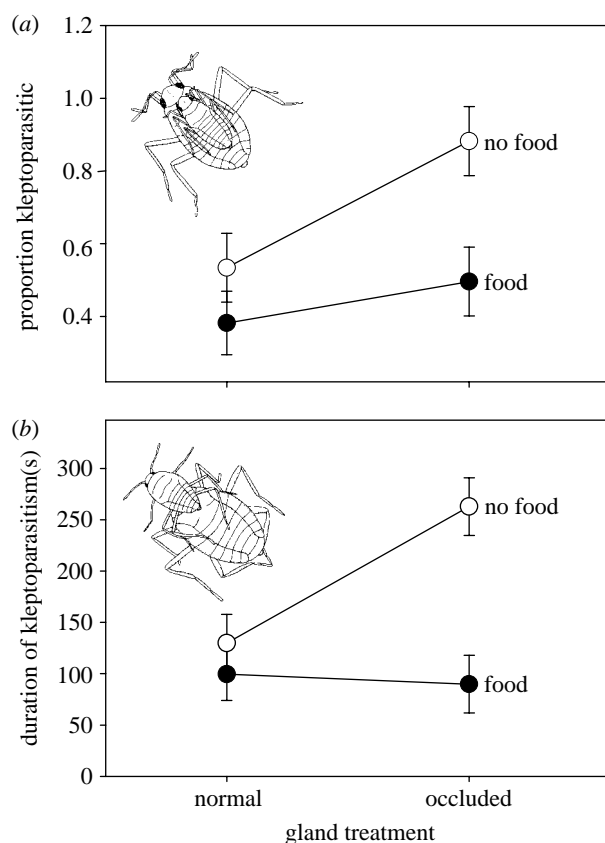 (a)
1.2
1.0
0.8
0.6
0.4
proportion kleptoparasitic
no food
food
(b)
300
250
200
150
100
50
0
duration of kleptoparasitism(s)
no food
food
normal occluded
gland treatment